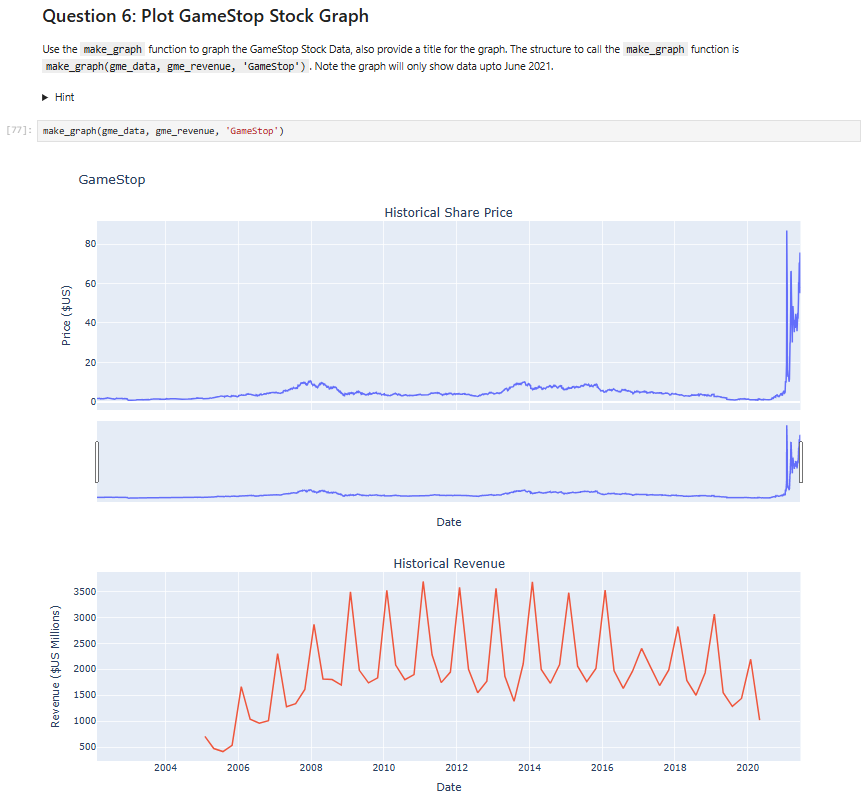 Question 6: Plot GameStop Stock Graph
Use the make_graph function to graph the GameStop Stock Data, also provide a title for the graph. The structure to call the make_graph function is
make_graph(gme_data, gme_revenue, 'GameStop') . Note the graph will only show data upto June 2021.
Hint
[77]: make_graph(gme_data, gme_revenue, 'GameStop')
GameStop
Historical Share Price
80
60
40
20
0
Price ($US)
Date
Historical Revenue
3500
3000
2500
2000
1500
1000
500
Revenue ($US Millions)
2004 2006 2008 2010 2012 2014 2016 2018 2020
Date